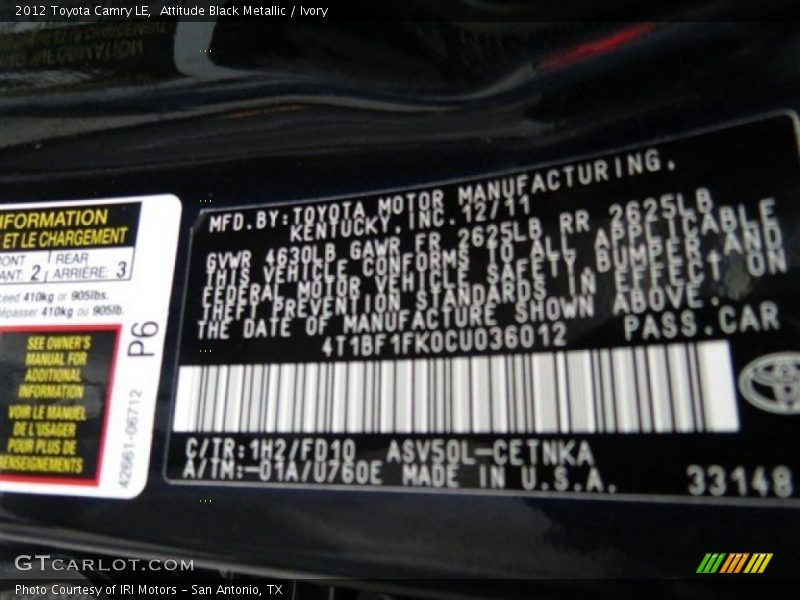 2012 Toyota Camry LE, Attitude Black Metallic / Ivory
INFORMATION
ET LE CHARGEMENT
REAR
2 ARRIÈRE: 3
410kg or 905lbs.
410kg ou 905lb.
SEE OWNER'S
MANUAL FOR
ADDITIONAL
INFORMATION
VOIR LE MANUEL
DE L'USAGER
POUR PLUS DE
RENSEIGNEMENTS
P6
42661-06712
MFD.BY:TOYOTA MOTOR MANUFACTURING.
KENTUCKY,INC.12/11
GVWR 4630LB GAWR FR 2625LB RR 2625LB
THIS VEHICLE CONFORMS TO ALL APPLICABLE
FEDERAL MOTOR VEHICLE SAFETY, BUMPER,AND
THEFT PREVENTION STANDARDS IN EFFECT ON
THE DATE OF MANUFACTURE SHOWN ABOVE.
4T1BF1FK0CU036012 PASS.CAR
C/TR:1H2/FD10 ASV50L-CETNKA
A/TM:-01A/U760E MADE IN U.S.A.
33148
GTCARLOT.COM
Photo Courtesy of IRI Motors - San Antonio, TX